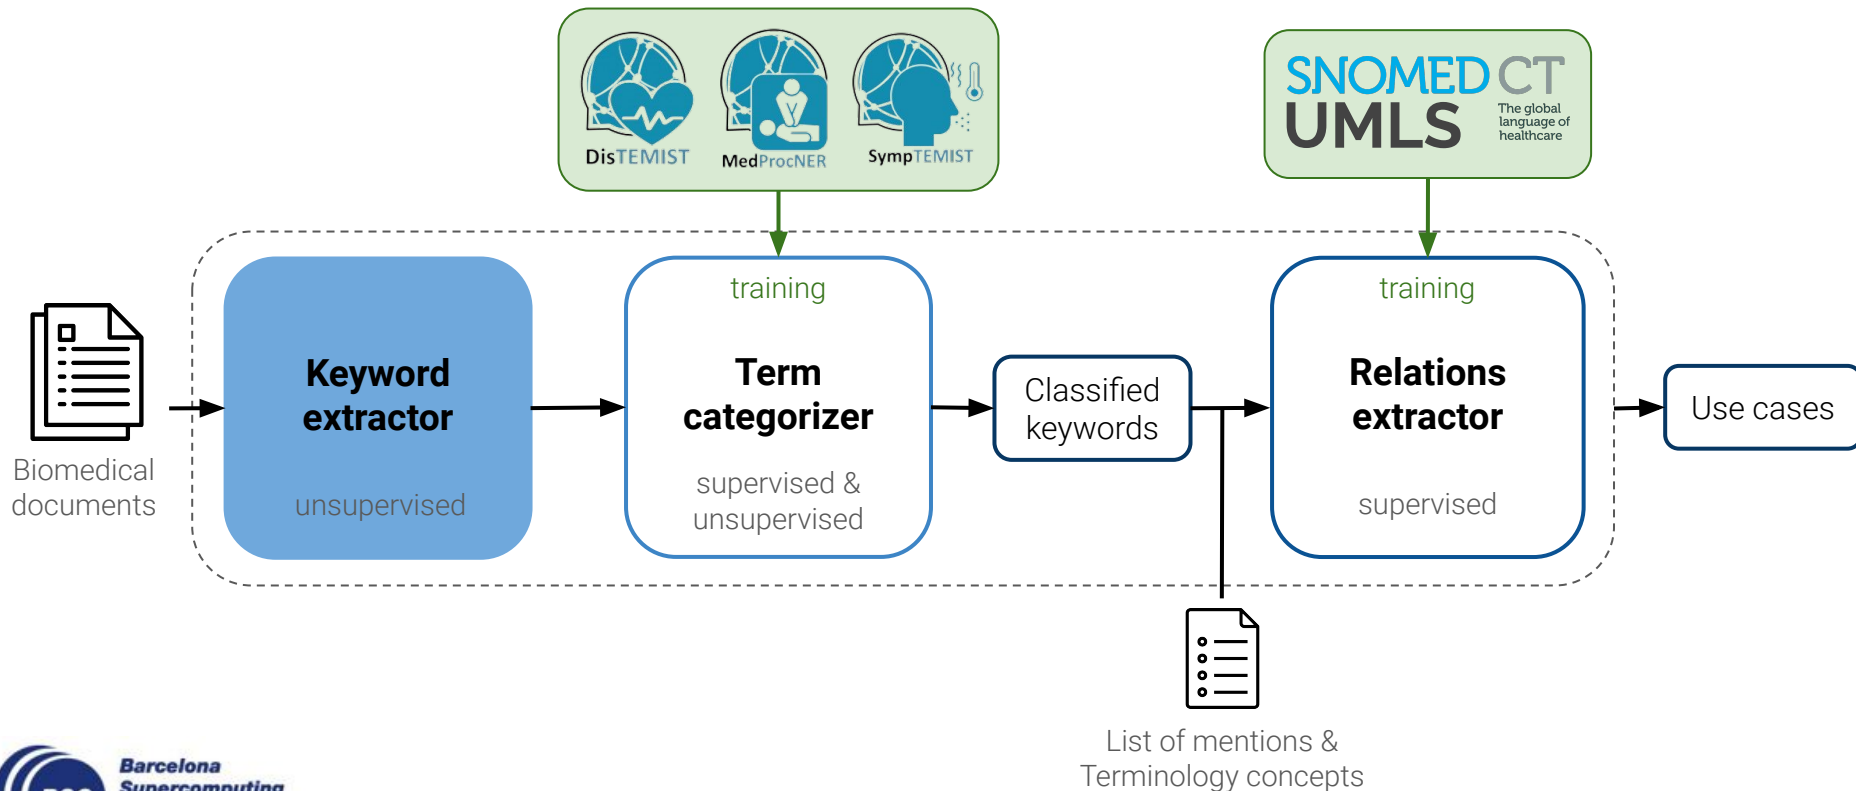 DisTEMIST
MedProcNER
SympTEMIST
SNOMED CT
UMLS
The global
language of
healthcare
training
training
Keyword
extractor
unsupervised
Term
categorizer
supervised &
unsupervised
Classified
keywords
Relations
extractor
supervised
Use cases
Biomedical
documents
List of mentions &
Terminology concepts
Barcelona
Supercomputing